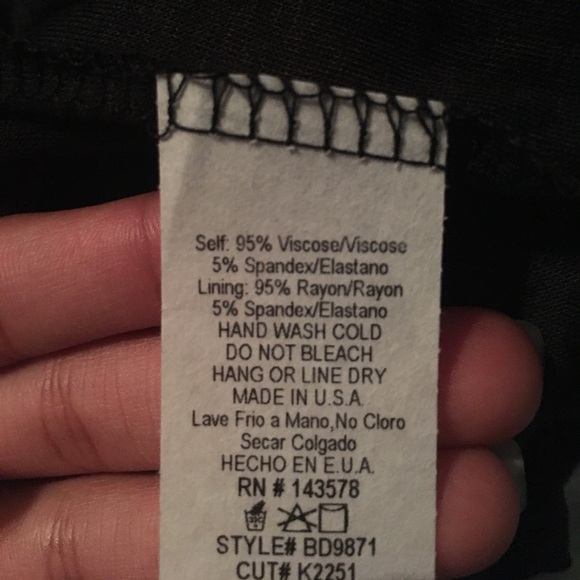 Self: 95% Viscose/Viscose
5% Spandex/Elastano
Lining: 95% Rayon/Rayon
5% Spandex/Elastano
HAND WASH COLD
DO NOT BLEACH
HANG OR LINE DRY
MADE IN U.S.A.
Lave Frio a Mano,No Cloro
Secar Colgado
HECHO EN E.U.A.
RN # 143578
STYLE# BD9871
CUT# K2251